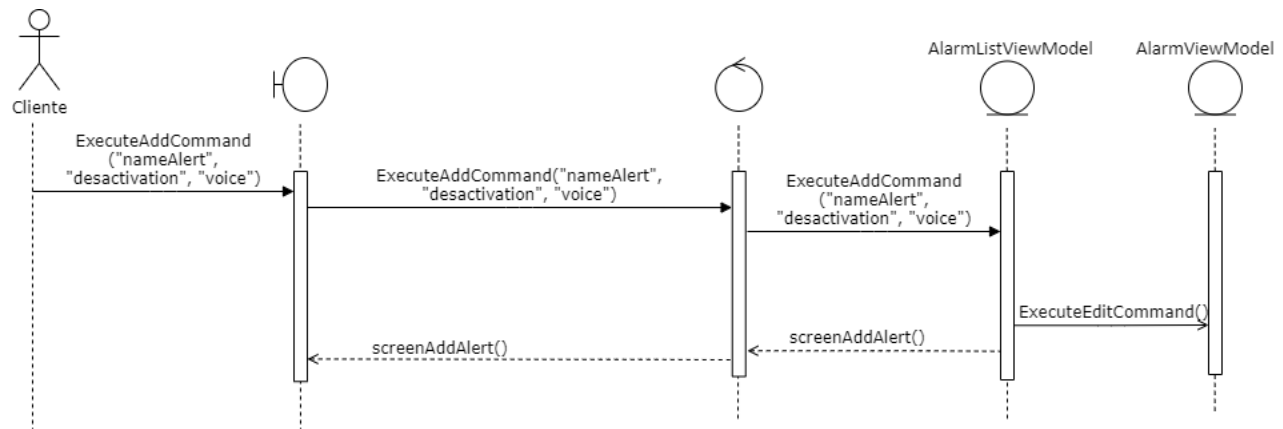 AlarmListViewModel
AlarmViewModel
Cliente
ExecuteAddCommand
("nameAlert",
"desactivation", "voice")
ExecuteAddCommand("nameAlert",
"desactivation", "voice")
ExecuteAddCommand
("nameAlert",
"desactivation", "voice")
ExecuteEditCommand()
screenAddAlert()
screenAddAlert()